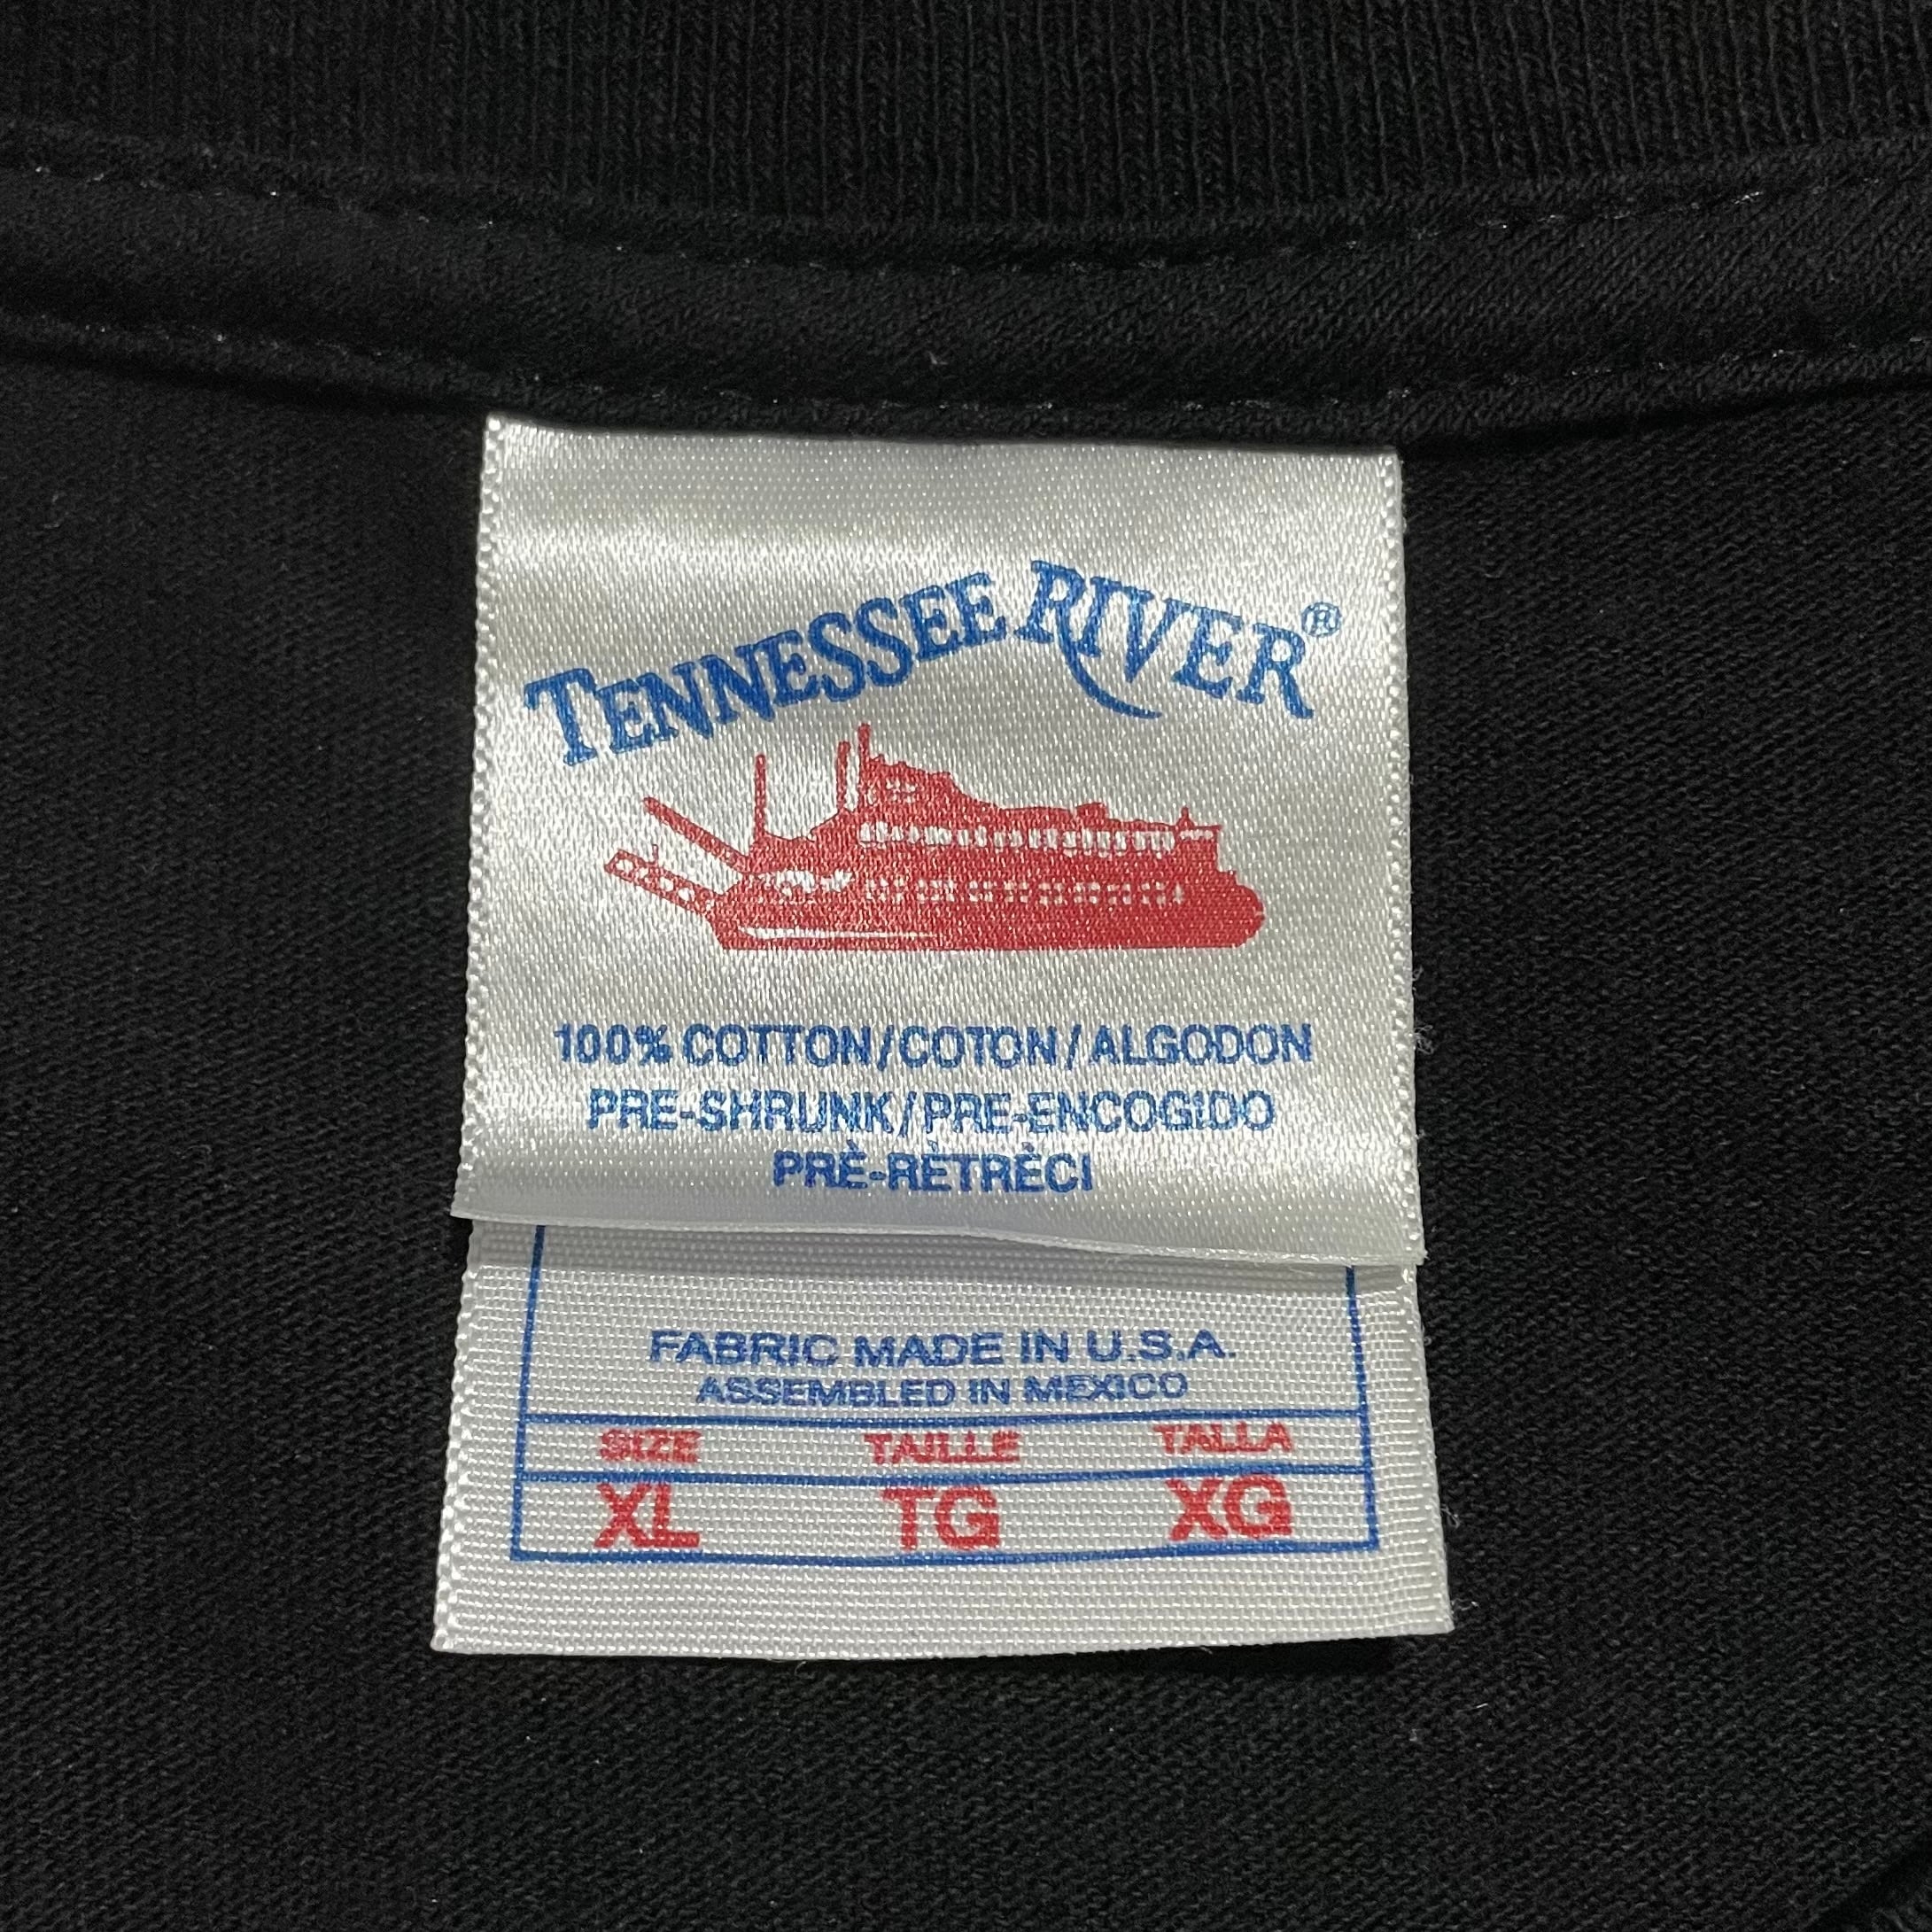 TENNESSEE RIVER®
100% COTTON/COTON/ALGODON
PRE-SHRUNK/PRE-ENCOGIDO
PRÈ-RÈTRÈCI
FABRIC MADE IN U.S.A.
ASSEMBLED IN MEXICO
SIZE TAILLE TALLA
XL TG XG